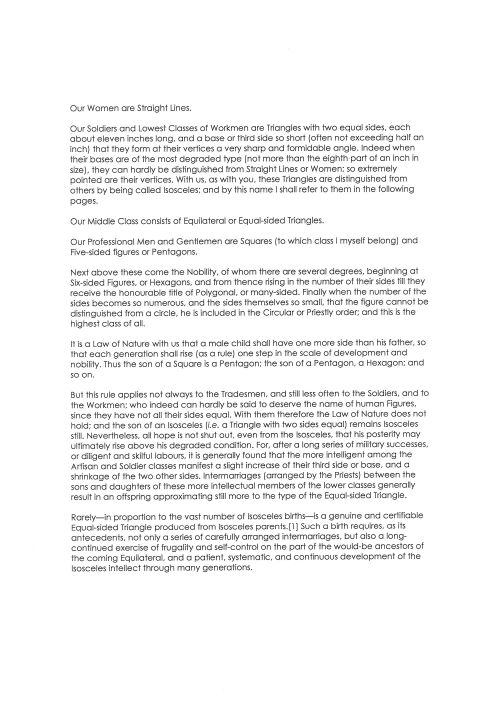 Our Women are Straight Lines.
Our Soldiers and Lowest Classes of Workmen are Triangles with two equal sides, each
about eleven inches long, and a base or third side so short (often not exceeding half an
inch) that they form at their vertices a very sharp and formidable angle. Indeed when
their bases are of the most degraded type (not more than the eighth part of an inch in
size), they can hardly be distinguished from Straight Lines or Women; so extremely
pointed are their vertices. With us, as with you, these Triangles are distinguished from
others by being called Isosceles; and by this name I shall refer to them in the following
pages.
Our Middle Class consists of Equilateral or Equal-sided Triangles.
Our Professional Men and Gentlemen are Squares (to which class I myself belong) and
Five-sided figures or Pentagons.
Next above these come the Nobility, of whom there are several degrees, beginning at
Six-sided Figures, or Hexagons, and from thence rising in the number of their sides till they
receive the honourable title of Polygonal, or many-sided. Finally when the number of the
sides becomes so numerous, and the sides themselves so small, that the figure cannot be
distinguished from a circle, he is included in the Circular or Priestly order; and this is the
highest class of all.
It is a Law of Nature with us that a male child shall have one more side than his father, so
that each generation shall rise (as a rule) one step in the scale of development and
nobility. Thus the son of a Square is a Pentagon; the son of a Pentagon, a Hexagon; and
so on.
But this rule applies not always to the Tradesmen, and still less often to the Soldiers, and to
the Workmen; who indeed can hardly be said to deserve the name of human Figures,
since they have not all their sides equal. With them therefore the Law of Nature does not
hold; and the son of an Isosceles (i.e. a Triangle with two sides equal) remains Isosceles
still. Nevertheless, all hope is not shut out, even from the Isosceles, that his posterity may
ultimately rise above his degraded condition. For, after a long series of military successes,
or diligent and skilful labours, it is generally found that the more intelligent among the
Artisan and Soldier classes manifest a slight increase of their third side or base, and a
shrinkage of the two other sides. Intermarriages (arranged by the Priests) between the
sons and daughters of these more intellectual members of the lower classes generally
result in an offspring approximating still more to the type of the Equal-sided Triangle.
Rarely—in proportion to the vast number of Isosceles births—is a genuine and certifiable
Equal-sided Triangle produced from Isosceles parents.[1] Such a birth requires, as its
antecedents, not only a series of carefully arranged intermarriages, but also a long-
continued exercise of frugality and self-control on the part of the would-be ancestors of
the coming Equilateral, and a patient, systematic, and continuous development of the
Isosceles intellect through many generations.